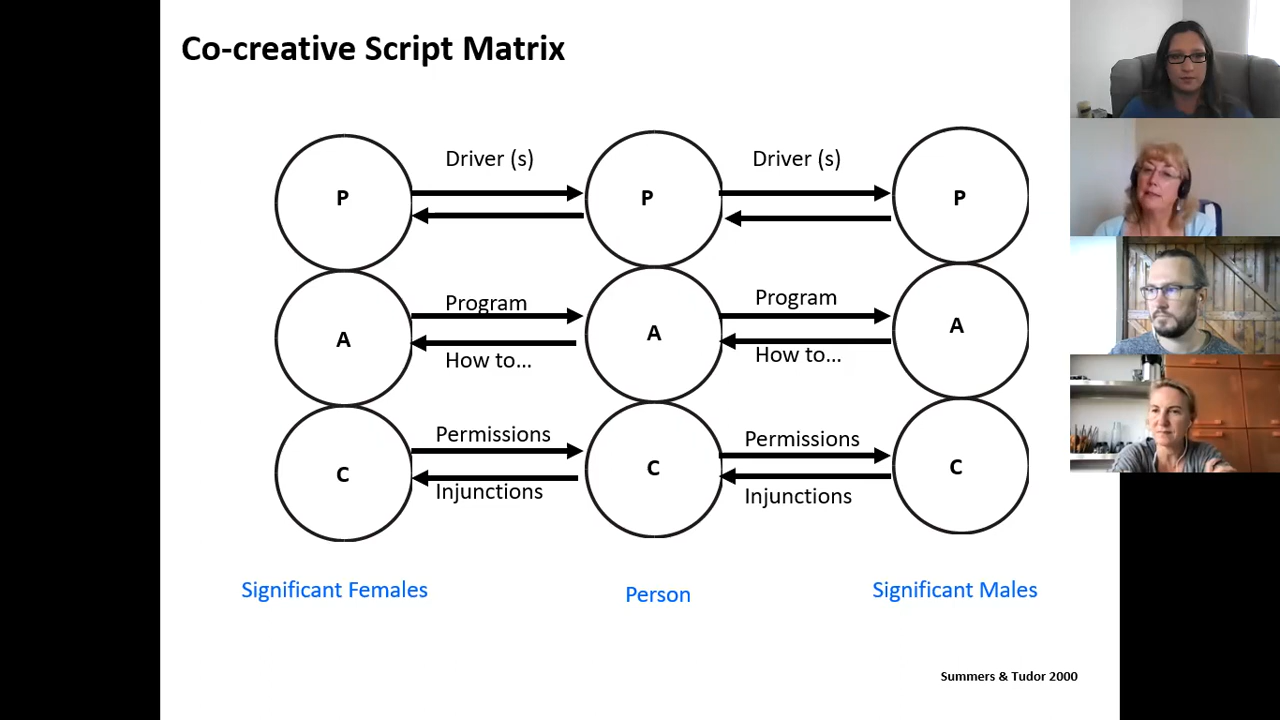 Co-creative Script Matrix
Driver (s)
Driver (s)
P
P
P
Program
Program
A
A
A
How to...
How to...
Permissions
Permissions
C
C
C
Injunctions
Injunctions
Significant Females
Person
Significant Males
Summers & Tudor 2000